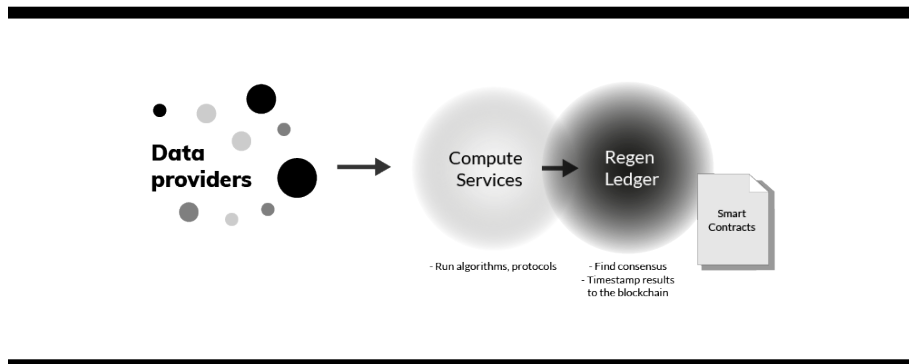 Data
providers
Compute
Services
Regen
Ledger
Smart
Contracts
- Run algorithms, protocols
- Find consensus
- Timestamp results
to the blockchain